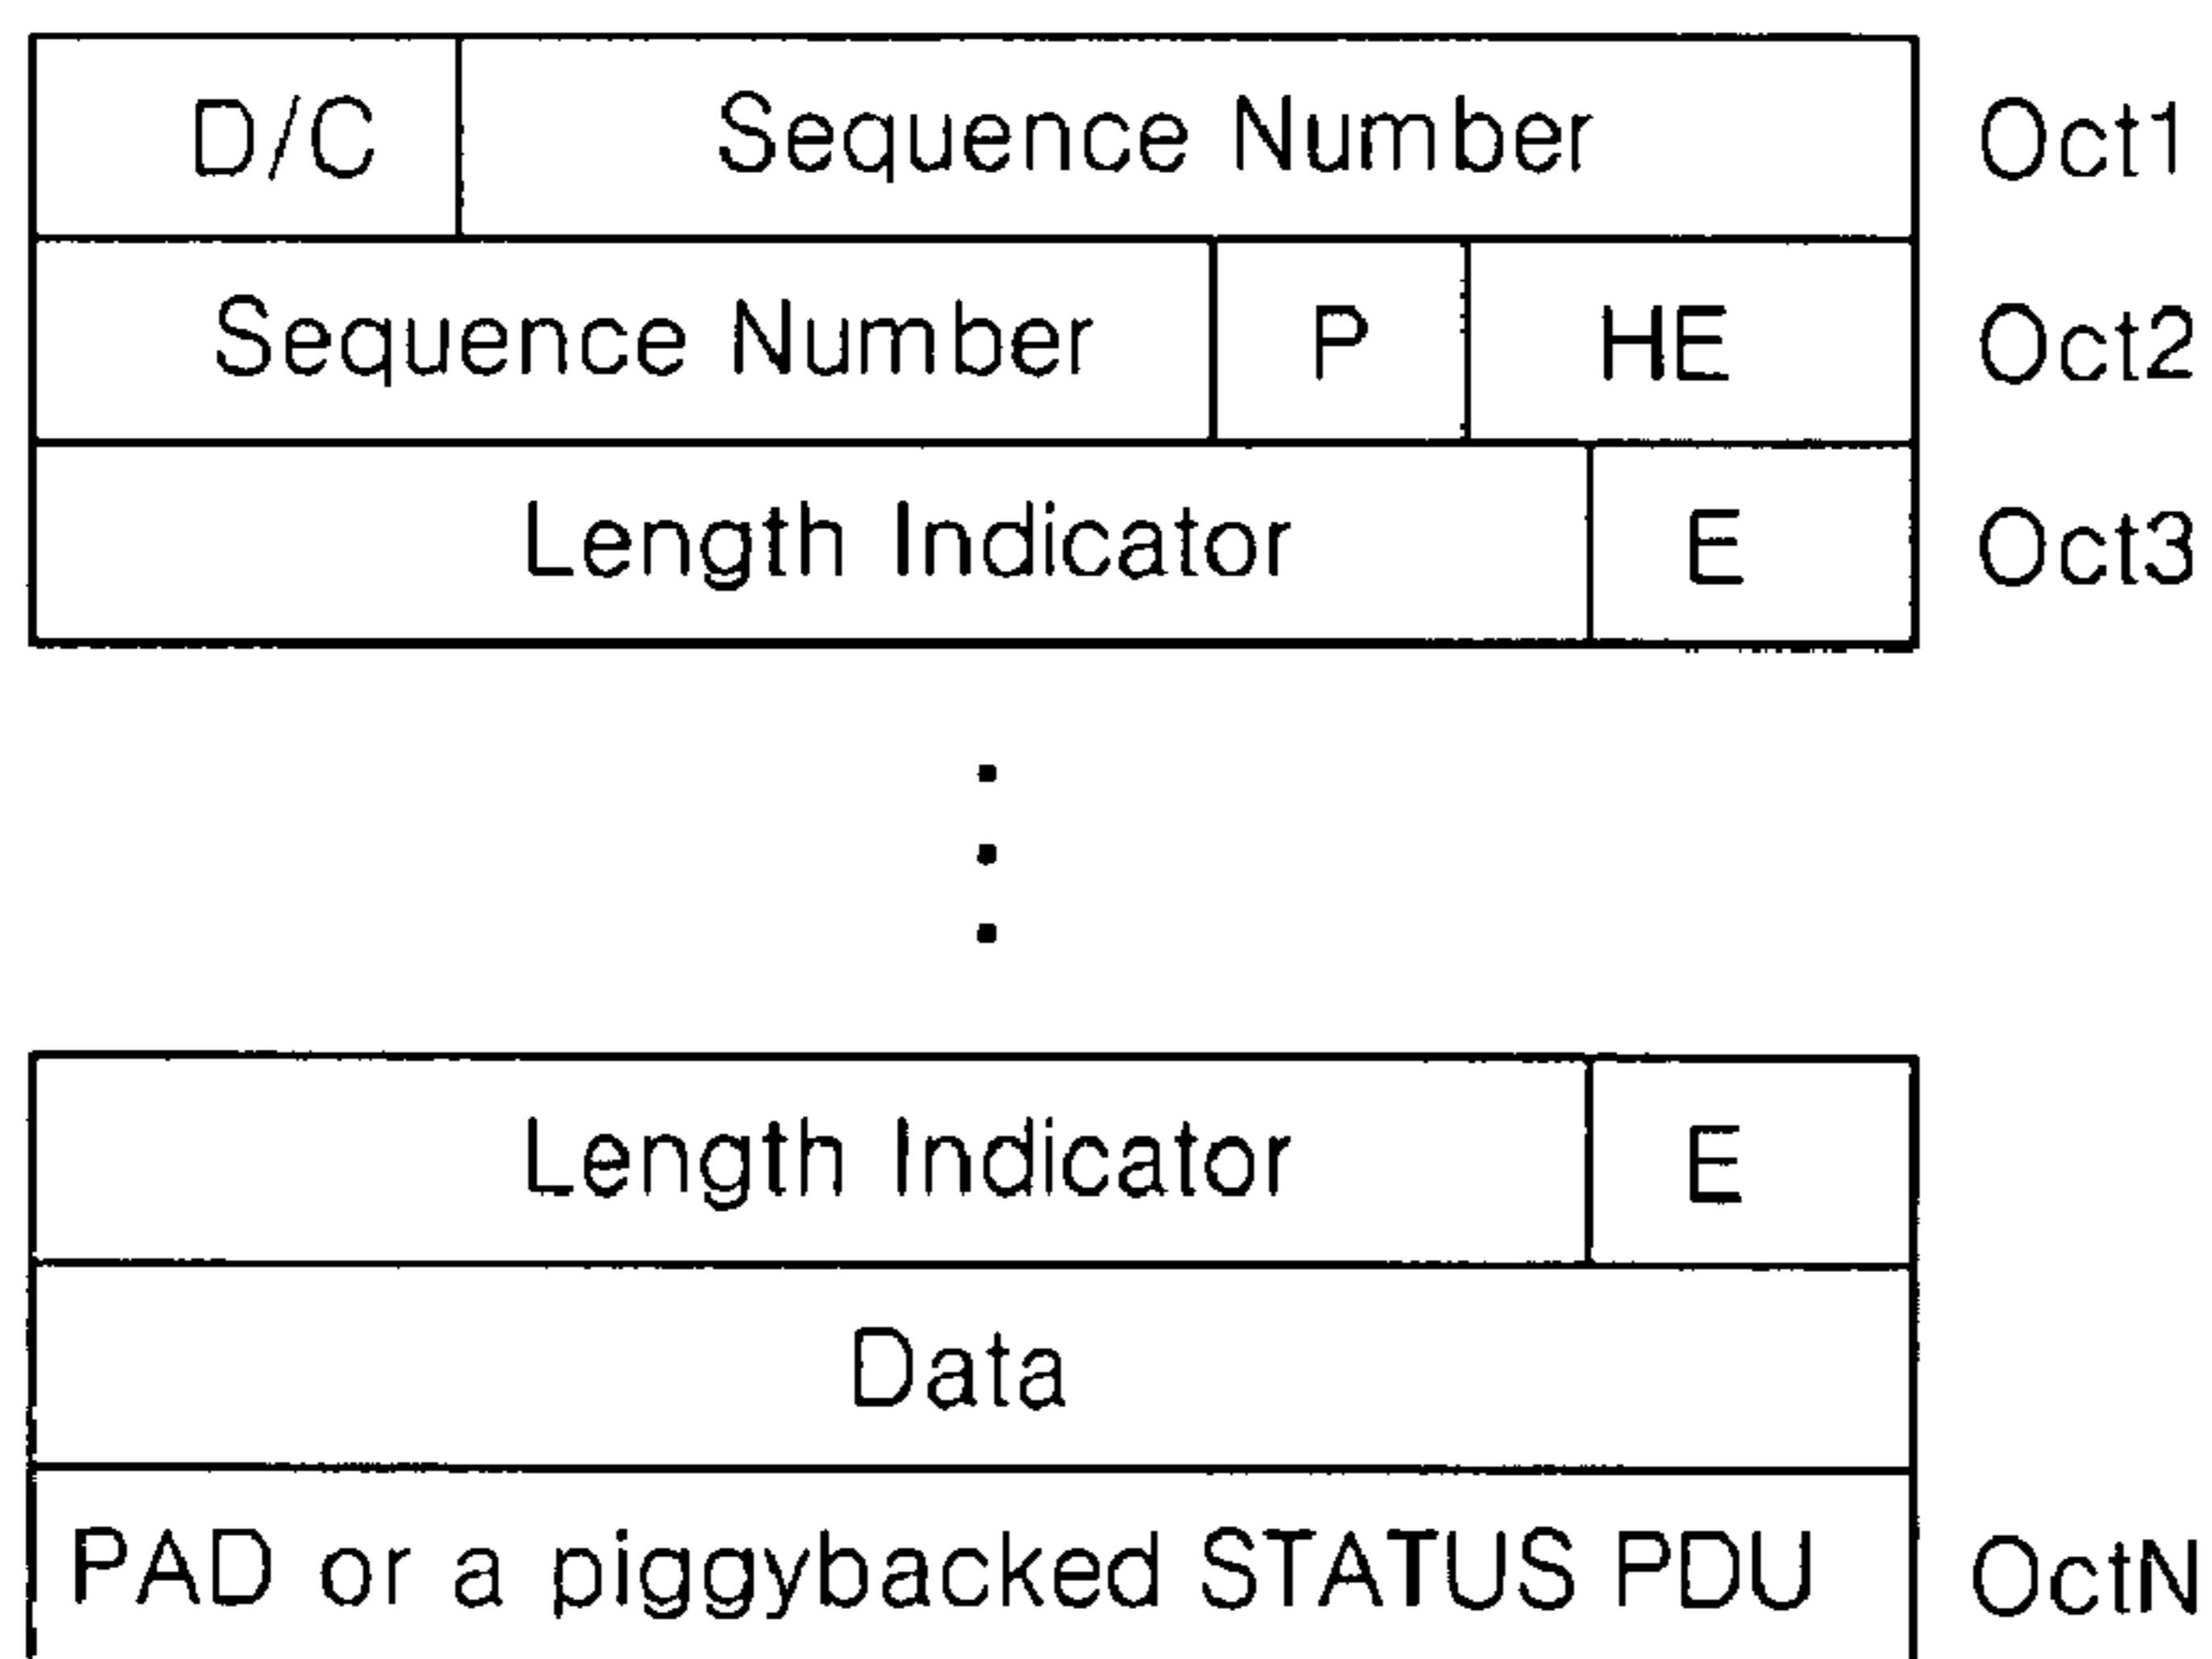 D/C Sequence Number Oct1
Sequence Number P HE Oct2
Length Indicator E Oct3
Length Indicator E
Data
PAD or a piggybacked STATUS PDU OctN